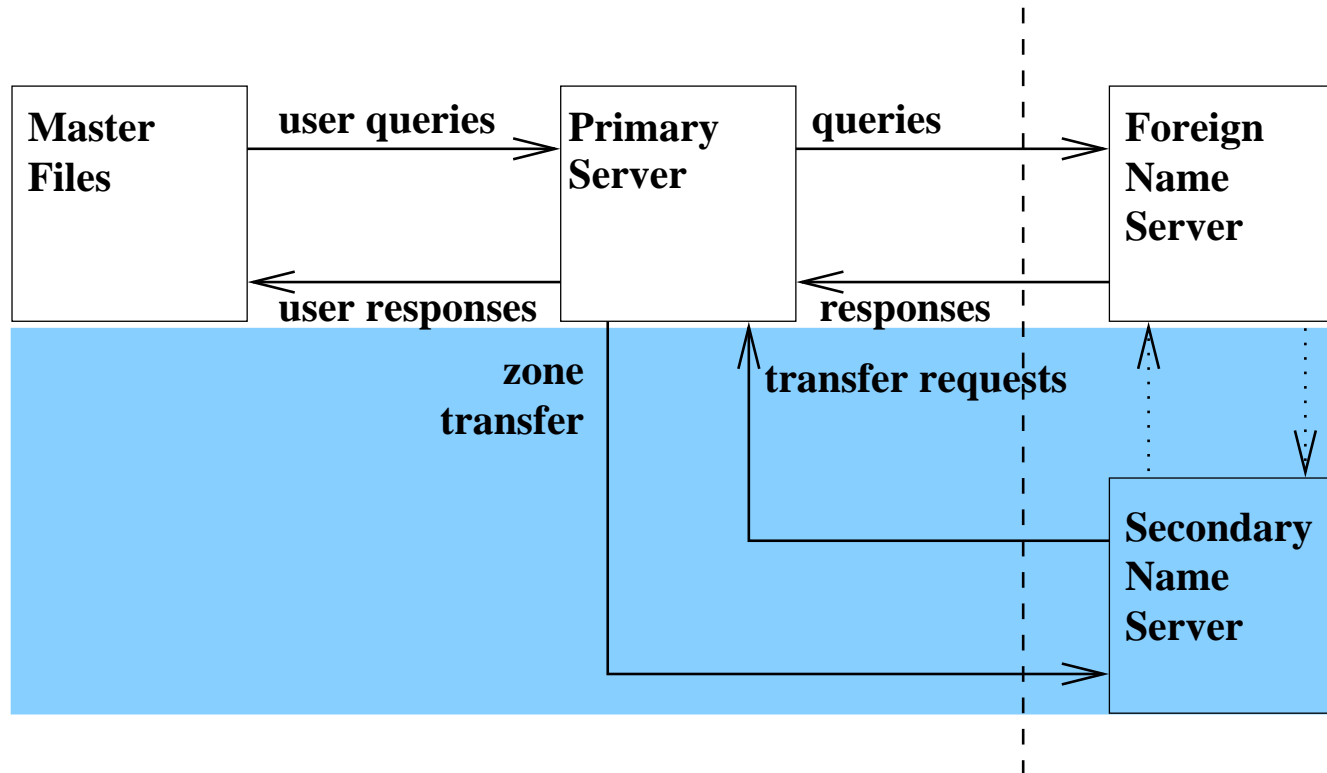 Master
Files
user queries
user responses
Primary
Server
queries
responses
Foreign
Name
Server
zone
transfer
transfer requests
Secondary
Name
Server